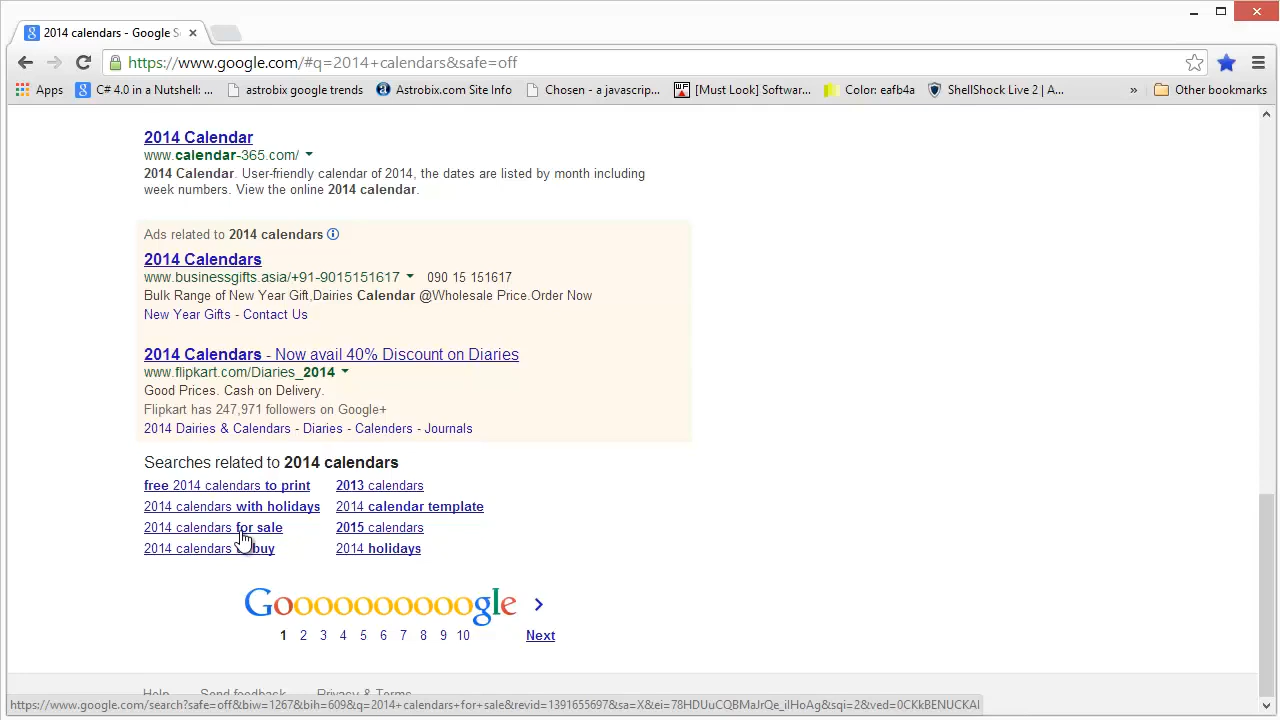 2014 calendars - Google S
https://www.google.com/#q=2014+calendars&safe=off
Apps C# 4.0 in a Nutshell: ... astrobix google trends Astrobix.com Site Info Chosen - a javascrip... [Must Look] Softwar... Color: eafb4a ShellShock Live 2 | A... » Other bookmarks
2014 Calendar
www.calendar-365.com/
2014 Calendar. User-friendly calendar of 2014, the dates are listed by month including
week numbers. View the online 2014 calendar.
Ads related to 2014 calendars
2014 Calendars
www.businessgifts.asia/+91-9015151617 090 15 151617
Bulk Range of New Year Gift,Dairies Calendar @Wholesale Price.Order Now
New Year Gifts - Contact Us
2014 Calendars - Now avail 40% Discount on Diaries
www.flipkart.com/Diaries_2014
Good Prices. Cash on Delivery.
Flipkart has 247,971 followers on Google+
2014 Dairies & Calendars - Diaries - Calenders - Journals
Searches related to 2014 calendars
free 2014 calendars to print 2013 calendars
2014 calendars with holidays 2014 calendar template
2014 calendars for sale 2015 calendars
2014 calendars buy 2014 holidays
Goooooooooogle
1 2 3 4 5 6 7 8 9 10 Next
Help Send feedback Privacy & Terms
https://www.google.com/search?safe=off&biw=1267&bih=609&q=2014+calendars+for+sale&revid=1391655697&sa=X&ei=78HDUuCQBMaJrQe_iIHoAg&sqi=2&ved=0CKkBENUCKAI